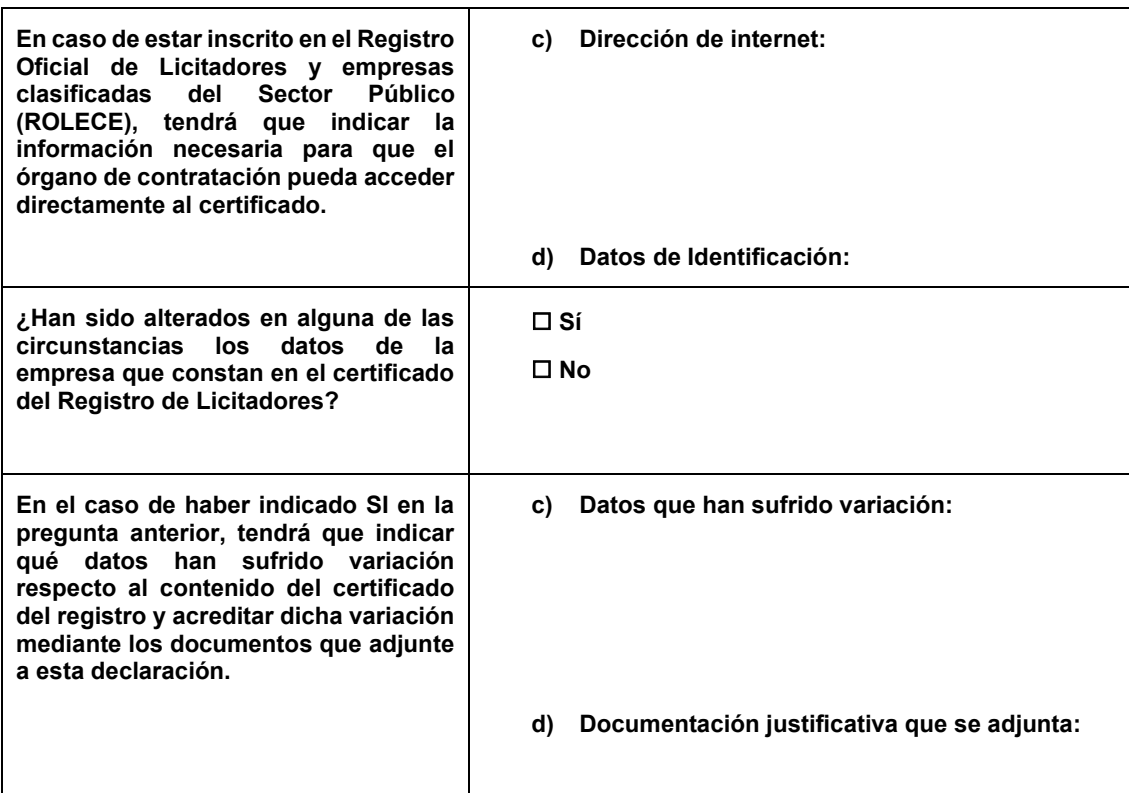 En caso de estar inscrito en el Registro
Oficial de Licitadores y empresas
clasificadas del Sector Público
(ROLECE), tendrá que indicar la
información necesaria para que el
órgano de contratación pueda acceder
directamente al certificado.
c) Dirección de internet:
d) Datos de Identificación:
¿Han sido alterados en alguna de las
circunstancias los datos de la
empresa que constan en el certificado
del Registro de Licitadores?
☐ Sí
☐ No
En el caso de haber indicado SI en la
pregunta anterior, tendrá que indicar
qué datos han sufrido variación
respecto al contenido del certificado
del registro y acreditar dicha variación
mediante los documentos que adjunte
a esta declaración.
c) Datos que han sufrido variación:
d) Documentación justificativa que se adjunta: